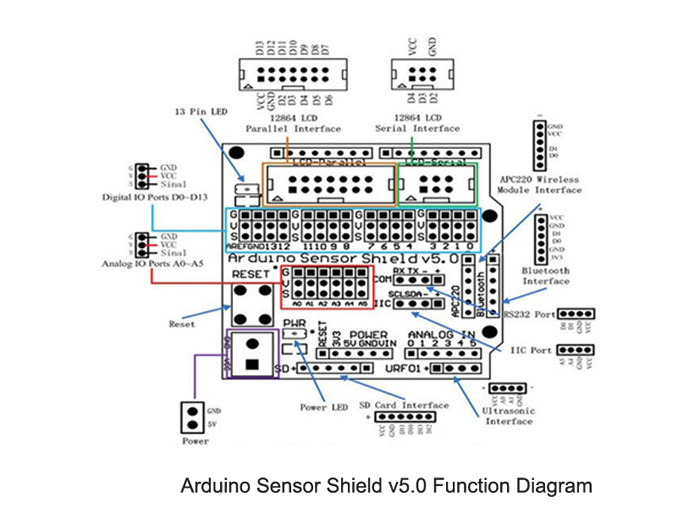 D13 D12 D11 D10 D9 D8 D7
VCC GND
VCC GND D2 D3 D4 D5 D6
D4 D3 D2
13 Pin LED
12864 LCD
Parallel Interface
12864 LCD
Serial Interface
GND
VCC
D1
D0
LCD-Parallel
LCD-Serial
G GND
V VCC
S Sinal
Digital IO Ports D0~D13
APC220 Wireless
Module Interface
G
V
S
AREF GND 13 12
11 10 9 8
7 6 5 4
3 2 1 0
VCC
GND
D1
D0
GND
3V3
Bluetooth
Interface
G GND
V VCC
S Sinal
Analog IO Ports A0~A5
Arduino Sensor Shield v5.0
RESET
G
V
S
A0 A1 A2 A3 A4 A5
COM
RX TX - +
IIC
SCL SDA - +
APC220
Bluetooth
Reset
RS232 Port
D0 D1 GND VCC
PWR
RESET
3V3
POWER
5V GND VIN
ANALOG IN
0 1 2 3 4 5
IIC Port
A5 A4 GND VCC
GND
VCC
SD+
URF01 +
Power LED
SD Card Interface
+
VCC GND D11 D10 D13 D12
- +
VCC A0 A1 GND
Ultrasonic
Interface
GND
5V
Power
Arduino Sensor Shield v5.0 Function Diagram